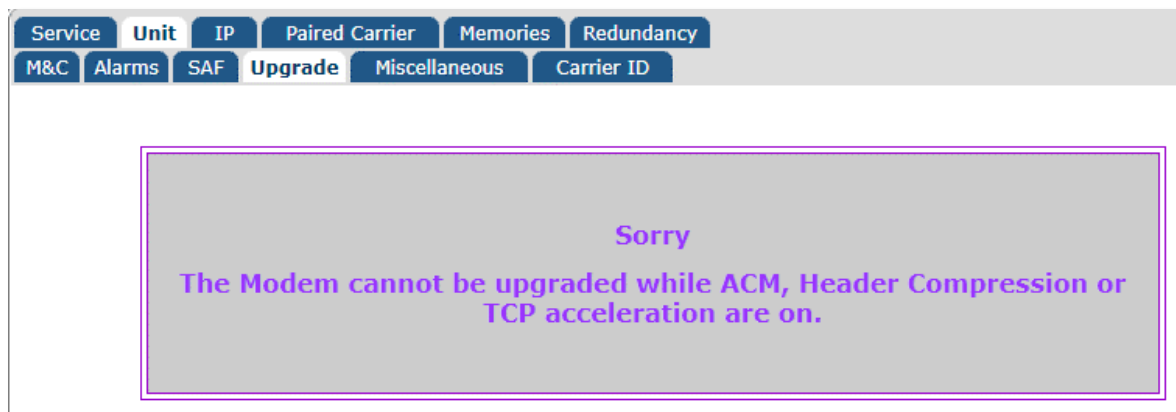 Service Unit IP Paired Carrier Memories Redundancy
M&C Alarms SAF Upgrade Miscellaneous Carrier ID
Sorry
The Modem cannot be upgraded while ACM, Header Compression or
TCP acceleration are on.